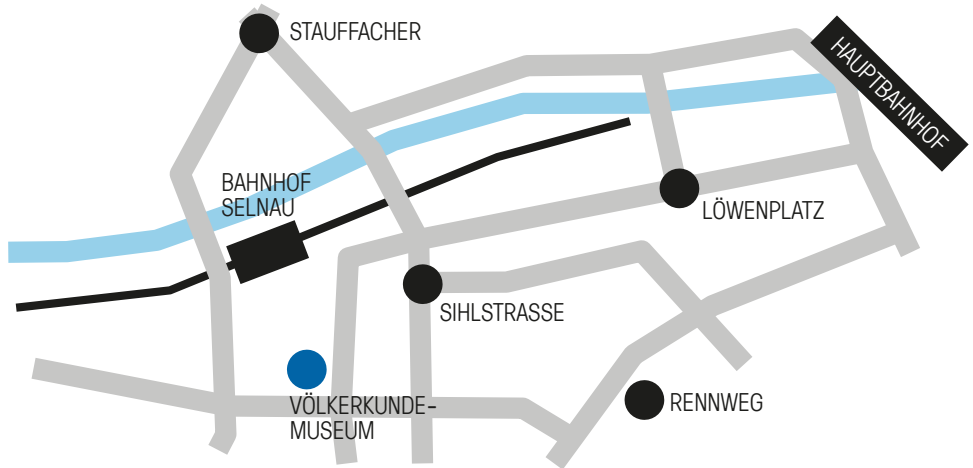 STAUFFACHER
HAUPTBAHNHOF
BAHNHOF
SELNAU
LÖWENPLATZ
SIHLSTRASSE
VÖLKERKUNDE-
MUSEUM
RENNWEG